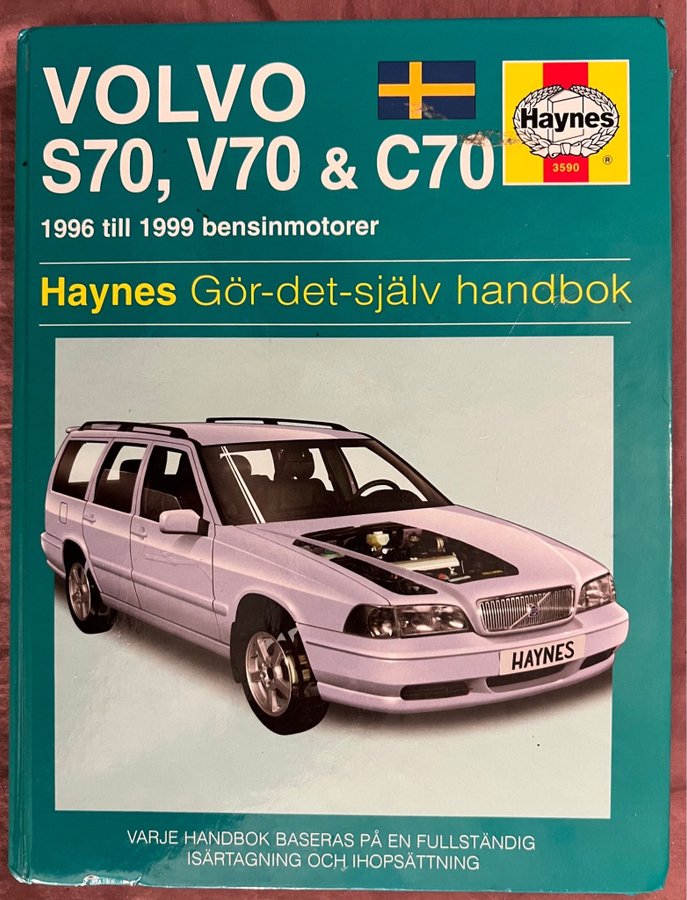 VOLVO
S70, V70 & C70
Haynes
®
3590
1996 till 1999 bensinmotorer
Haynes Gör-det-själv handbok
HAYNES
VARJE HANDBOK BASERAS PÅ EN FULLSTÄNDIG
ISÄRTAGNING OCH IHOPSÄTTNING